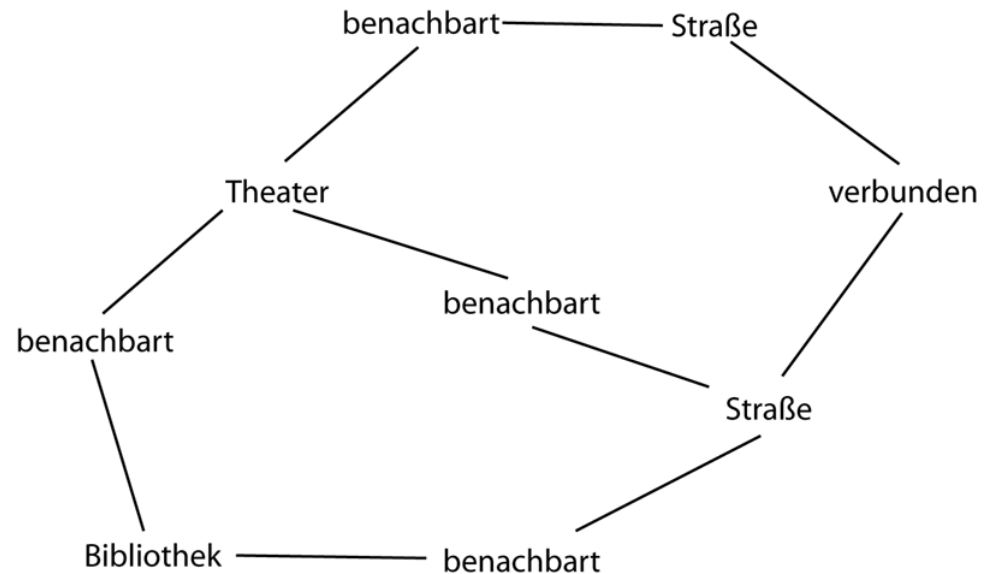 benachbart
Straße
Theater
verbunden
benachbart
benachbart
Straße
Bibliothek
benachbart